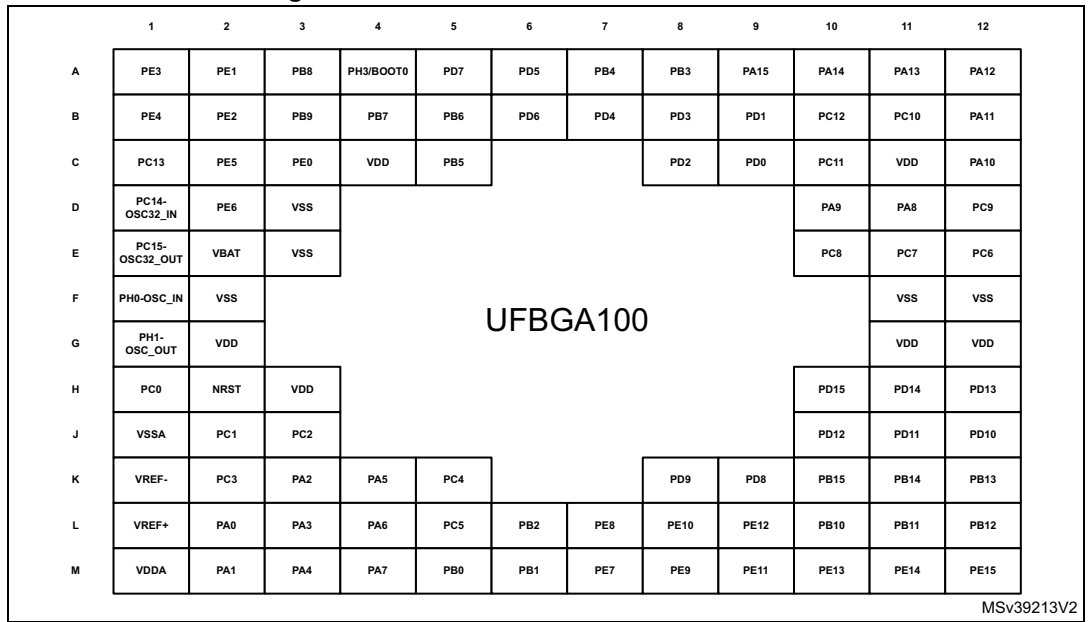 1 2 3 4 5 6 7 8 9 10 11 12
A PE3 PE1 PB8 PH3/BOOT0 PD7 PD5 PB4 PB3 PA15 PA14 PA13 PA12
B PE4 PE2 PB9 PB7 PB6 PD6 PD4 PD3 PD1 PC12 PC10 PA11
C PC13 PE5 PE0 VDD PB5 PD2 PD0 PC11 VDD PA10
D PC14-OSC32_IN PE6 VSS PA9 PA8 PC9
E PC15-OSC32_OUT VBAT VSS PC8 PC7 PC6
F PH0-OSC_IN VSS VSS VSS
UFBGA100
G PH1-OSC_OUT VDD VDD VDD
H PC0 NRST VDD PD15 PD14 PD13
J VSSA PC1 PC2 PD12 PD11 PD10
K VREF- PC3 PA2 PA5 PC4 PD9 PD8 PB15 PB14 PB13
L VREF+ PA0 PA3 PA6 PC5 PB2 PE8 PE10 PE12 PB10 PB11 PB12
M VDDA PA1 PA4 PA7 PB0 PB1 PE7 PE9 PE11 PE13 PE14 PE15
MSv39213V2